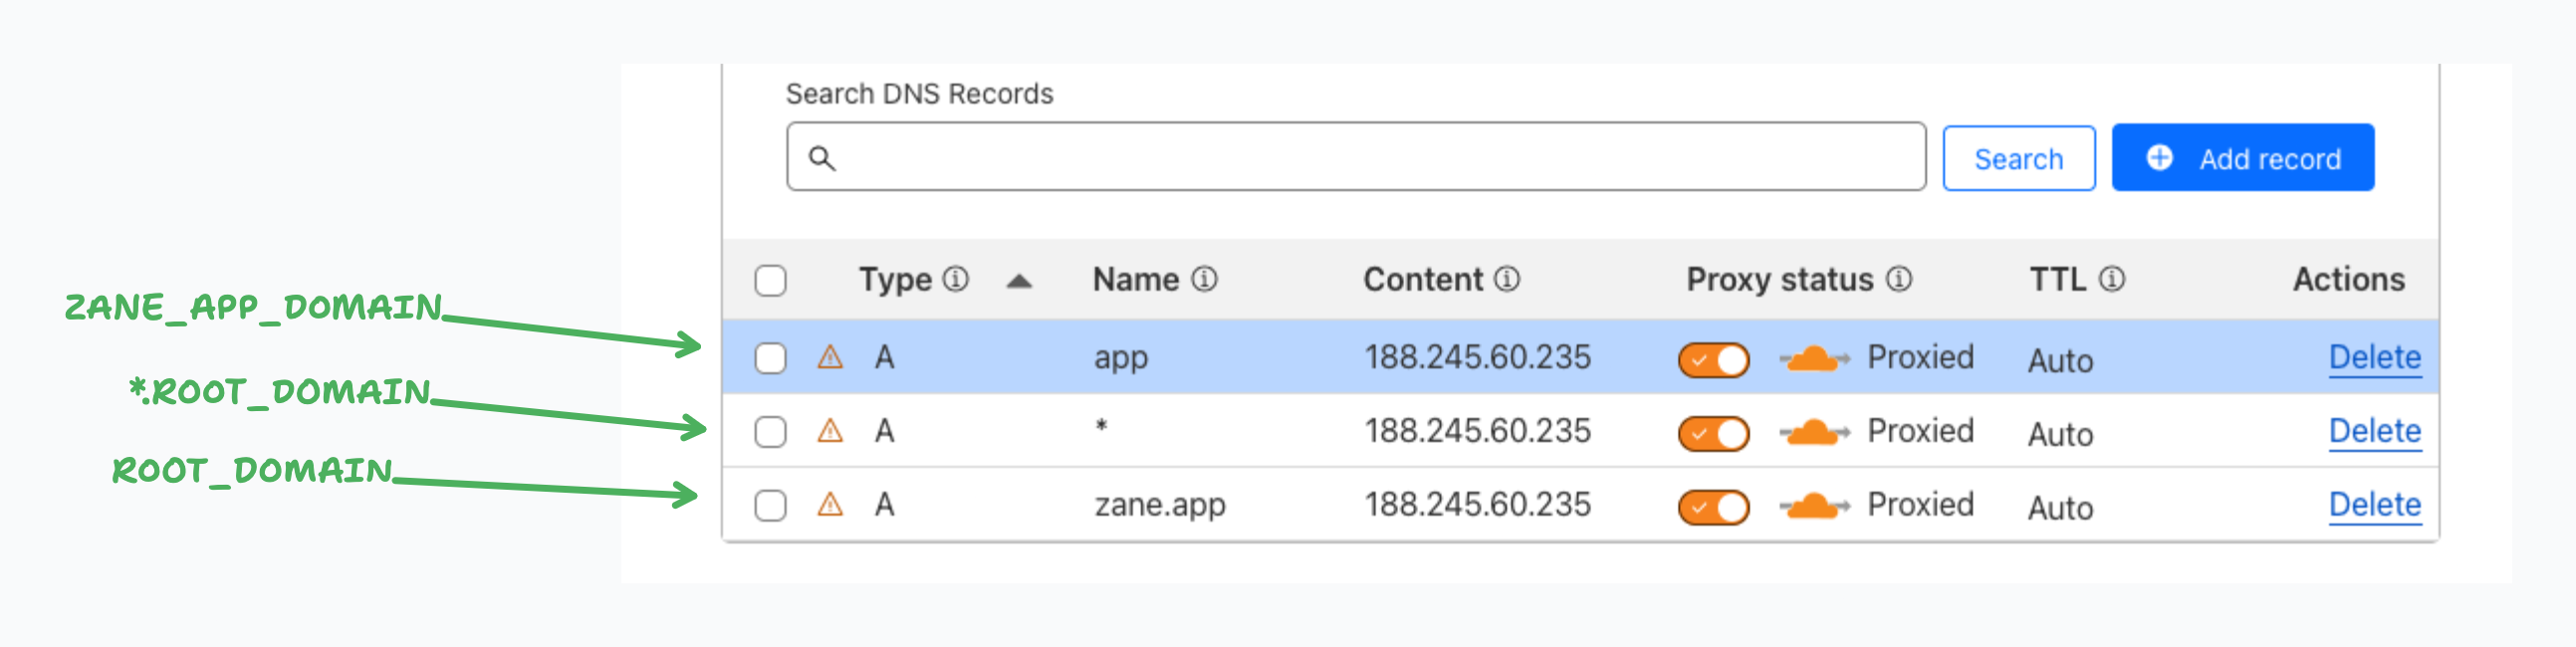 Search DNS Records
Search Add record
Type Name Content Proxy status TTL Actions
ZANE_APP_DOMAIN
A app 188.245.60.235 Proxied Auto Delete
*.ROOT_DOMAIN
A * 188.245.60.235 Proxied Auto Delete
ROOT_DOMAIN
A zane.app 188.245.60.235 Proxied Auto Delete